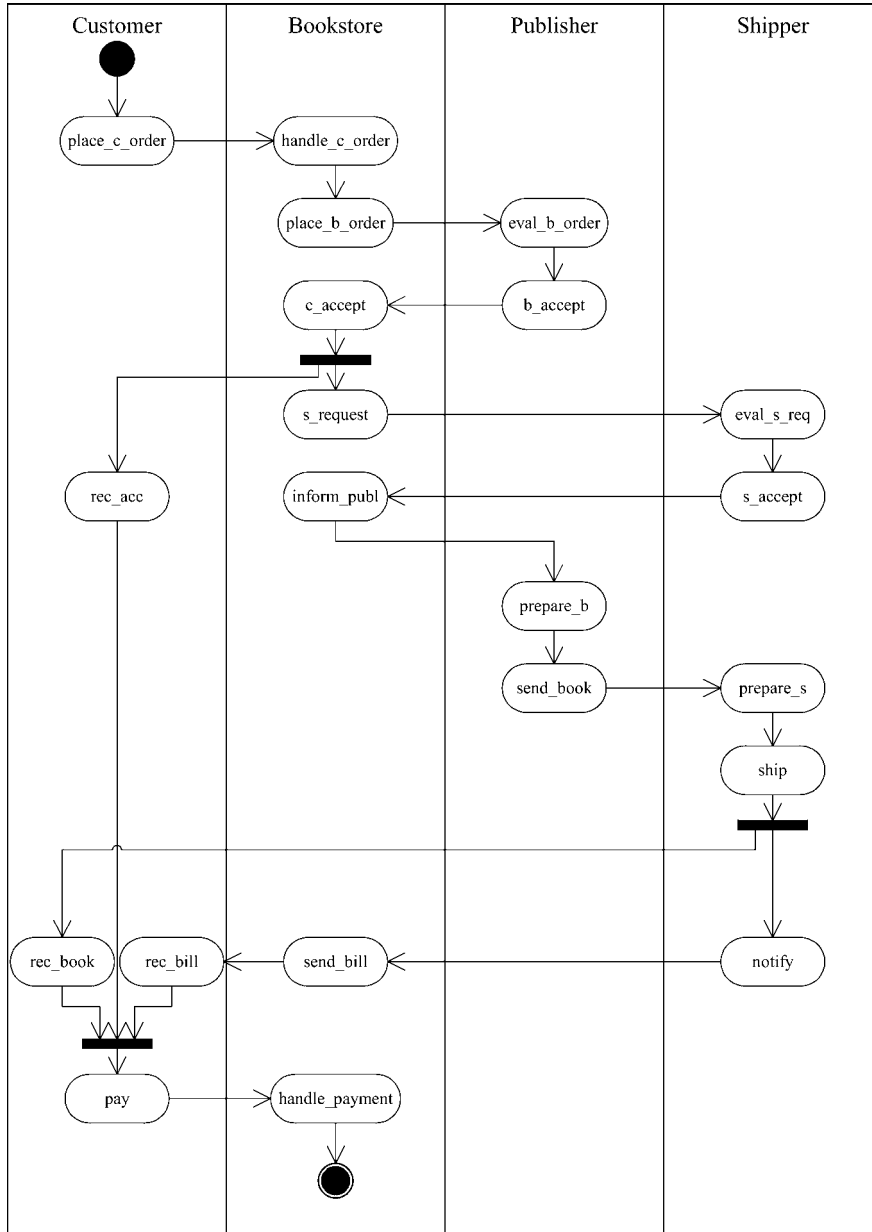 Customer Bookstore Publisher Shipper
place_c_order handle_c_order
place_b_order eval_b_order
c_accept b_accept
s_request eval_s_req
rec_acc inform_publ s_accept
prepare_b
send_book prepare_s
ship
rec_book rec_bill send_bill notify
pay handle_payment